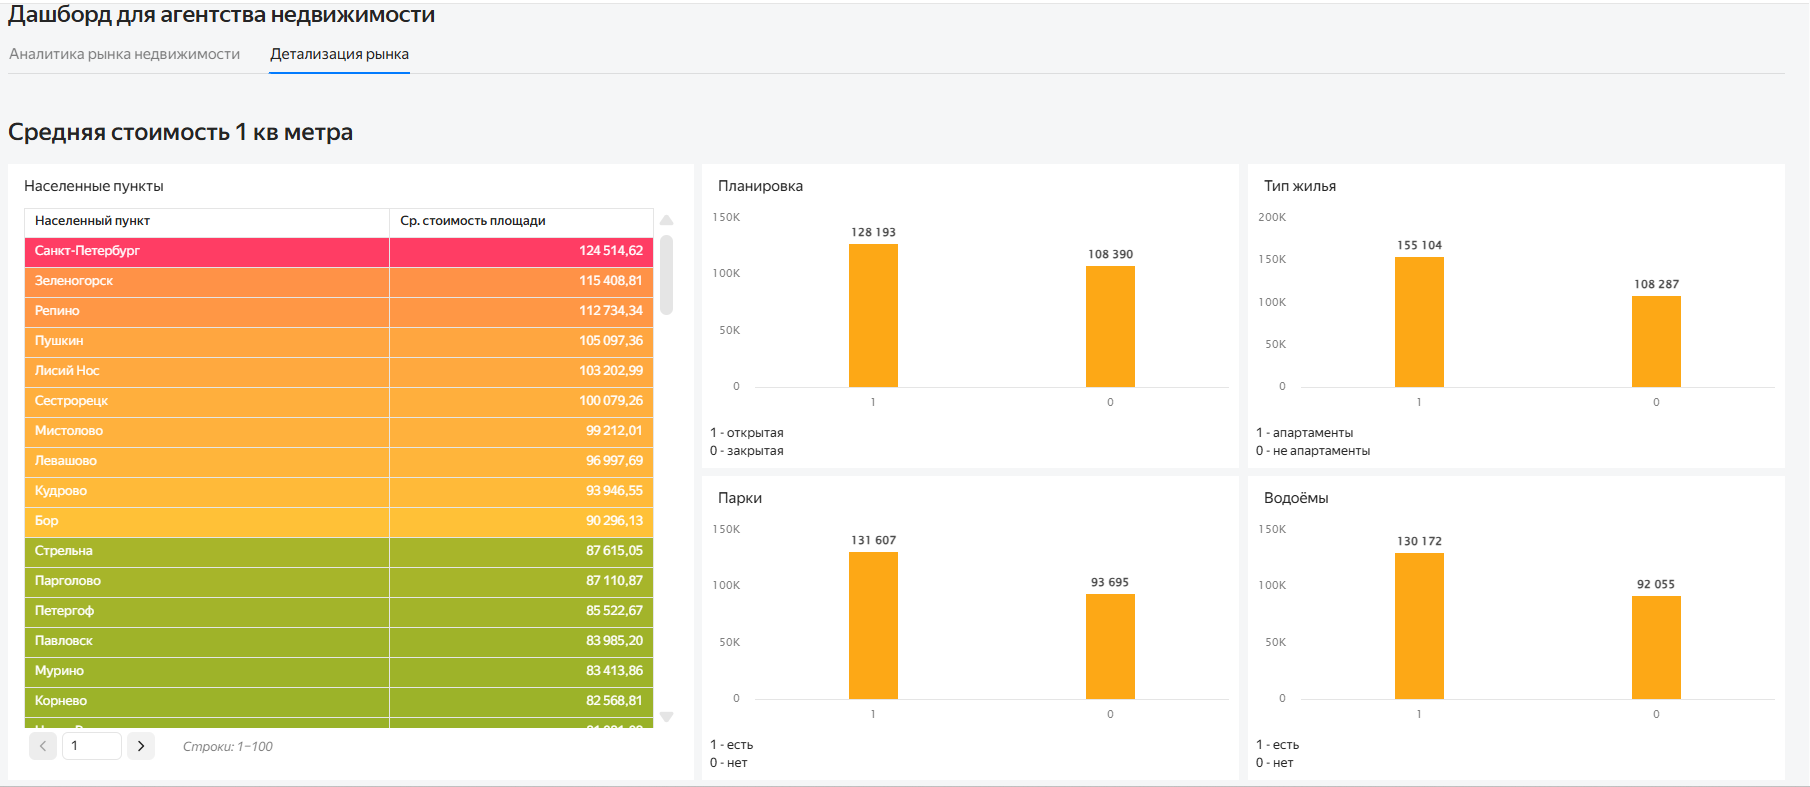 Дашборд для агентства недвижимости
Аналитика рынка недвижимости Детализация рынка
Средняя стоимость 1 кв метра
Населенные пункты
Населенный пункт Ср. стоимость площади
Санкт-Петербург 124 514,62
Зеленогорск 115 408,81
Репино 112 734,34
Пушкин 105 097,36
Лисий Нос 103 202,99
Сестрорецк 100 079,26
Мистолово 99 212,01
Левашово 96 997,69
Кудрово 93 946,55
Бор 90 296,13
Стрельна 87 615,05
Парголово 87 110,87
Петергоф 85 522,67
Павловск 83 985,20
Мурино 83 413,86
Корнево 82 568,81
1 Строки: 1–100
Планировка
150K
128 193
108 390
100K
50K
0
1 0
1 - открытая
0 - закрытая
Тип жилья
200K
155 104
150K
108 287
100K
50K
0
1 0
1 - апартаменты
0 - не апартаменты
Парки
150K
131 607
100K
93 695
50K
0
1 0
1 - есть
0 - нет
Водоёмы
150K
130 172
100K
92 055
50K
0
1 0
1 - есть
0 - нет